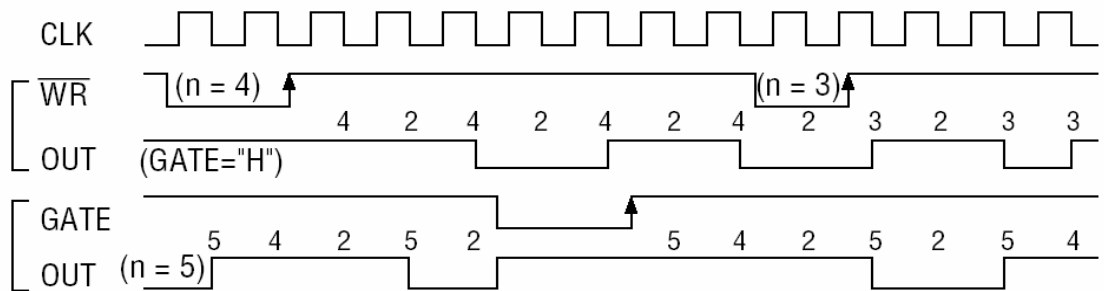 CLK
WR (n = 4) (n = 3)
4 2 4 2 4 2 4 2 3 2 3 3
OUT (GATE="H")
GATE
5 4 2 5 2 5 4 2 5 2 5 4
OUT (n = 5)